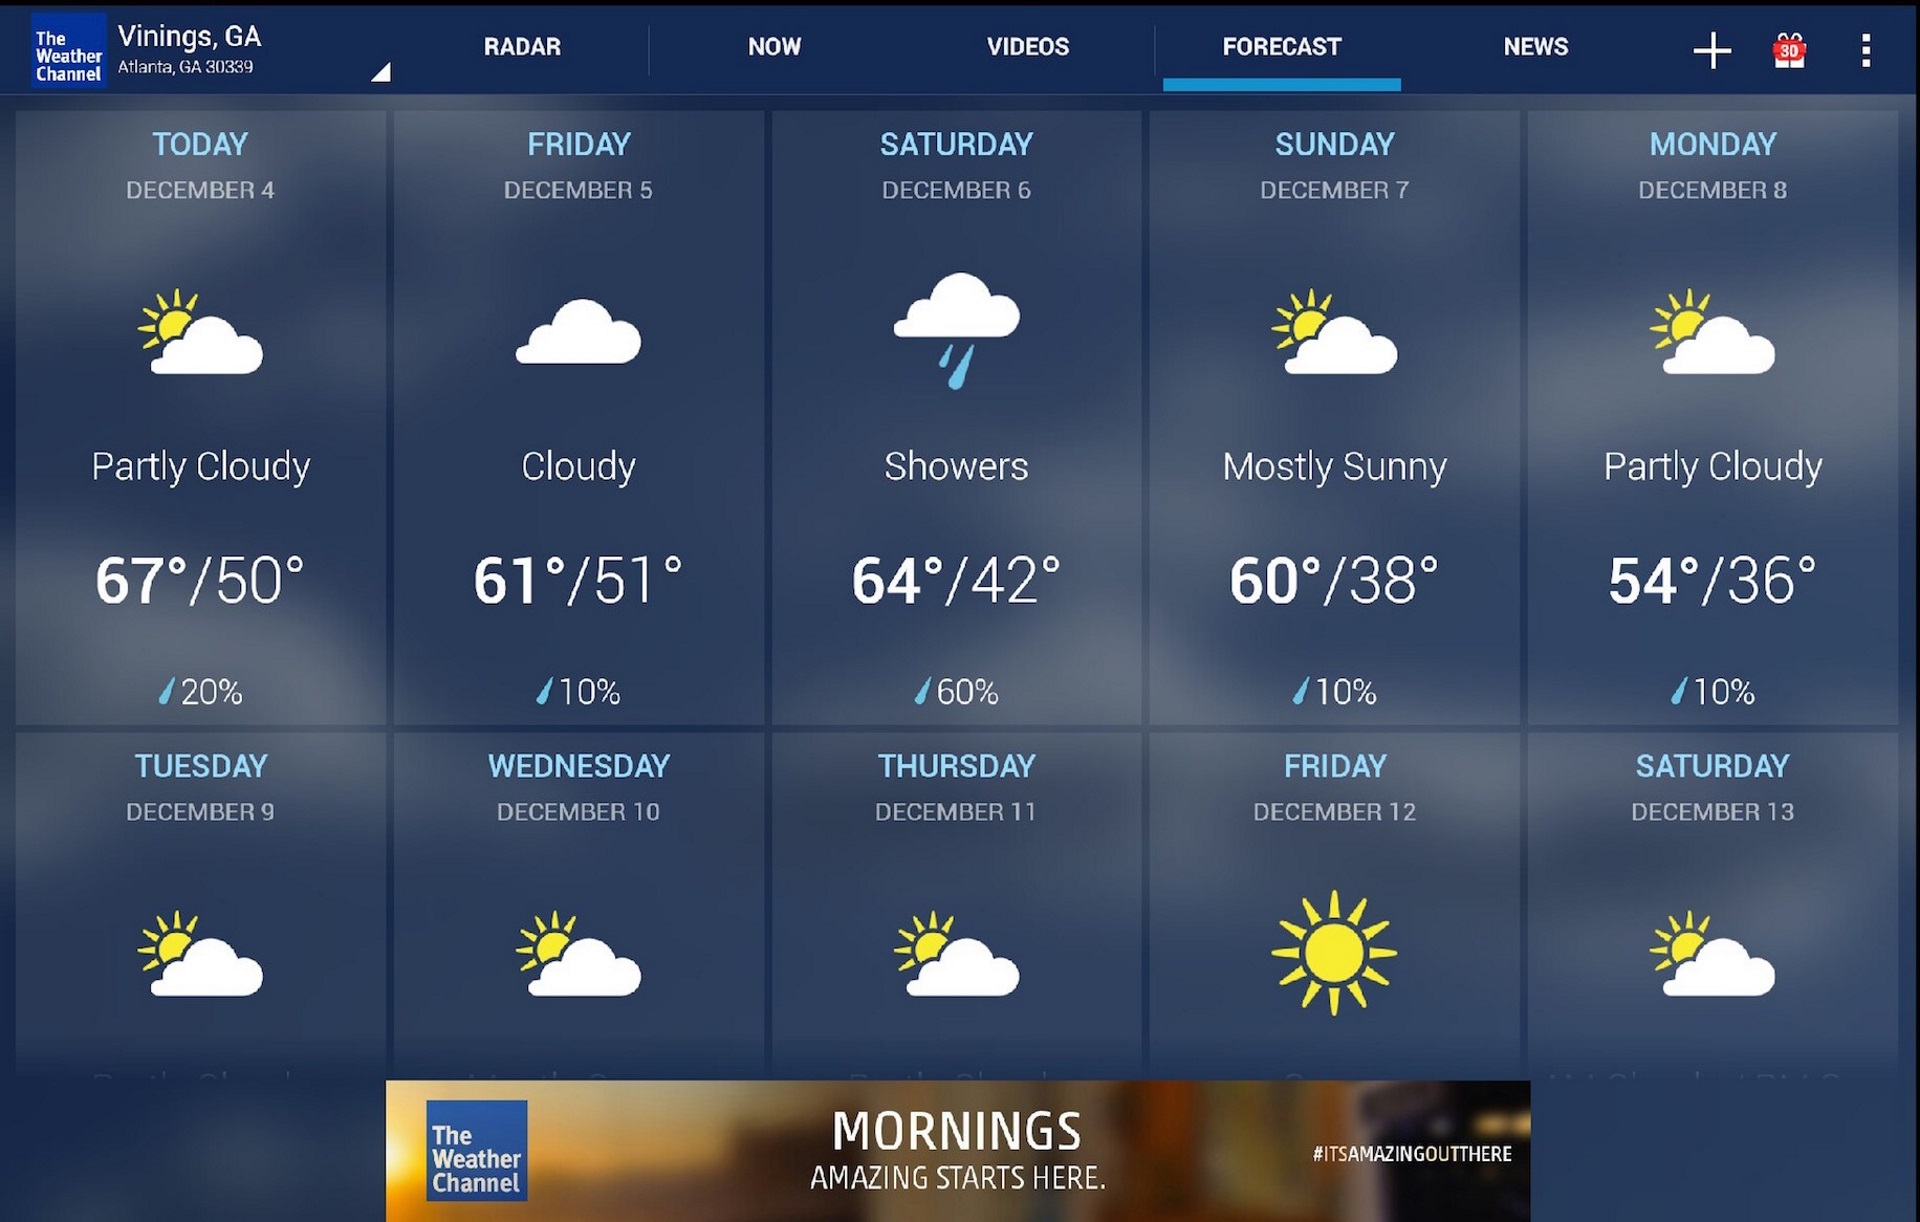 The
Weather
Channel
Vinings, GA
Atlanta, GA 30339
RADAR
NOW
VIDEOS
FORECAST
NEWS
30
TODAY
DECEMBER 4
Partly Cloudy
67°/50°
20%
FRIDAY
DECEMBER 5
Cloudy
61°/51°
10%
SATURDAY
DECEMBER 6
Showers
64°/42°
60%
SUNDAY
DECEMBER 7
Mostly Sunny
60°/38°
10%
MONDAY
DECEMBER 8
Partly Cloudy
54°/36°
10%
TUESDAY
DECEMBER 9
WEDNESDAY
DECEMBER 10
THURSDAY
DECEMBER 11
FRIDAY
DECEMBER 12
SATURDAY
DECEMBER 13
The
Weather
Channel
MORNINGS
AMAZING STARTS HERE.
#ITSAMAZINGOUTTHERE